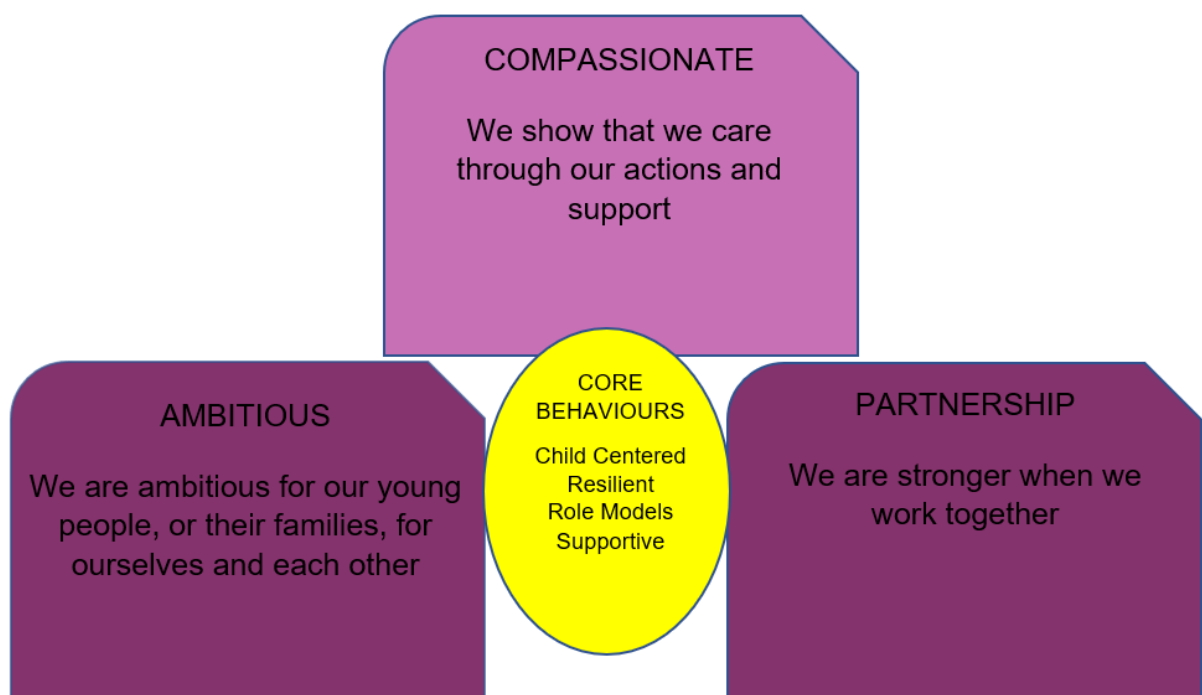 COMPASSIONATE
We show that we care
through our actions and
support
AMBITIOUS
We are ambitious for our young
people, or their families, for
ourselves and each other
CORE
BEHAVIOURS
Child Centered
Resilient
Role Models
Supportive
PARTNERSHIP
We are stronger when we
work together